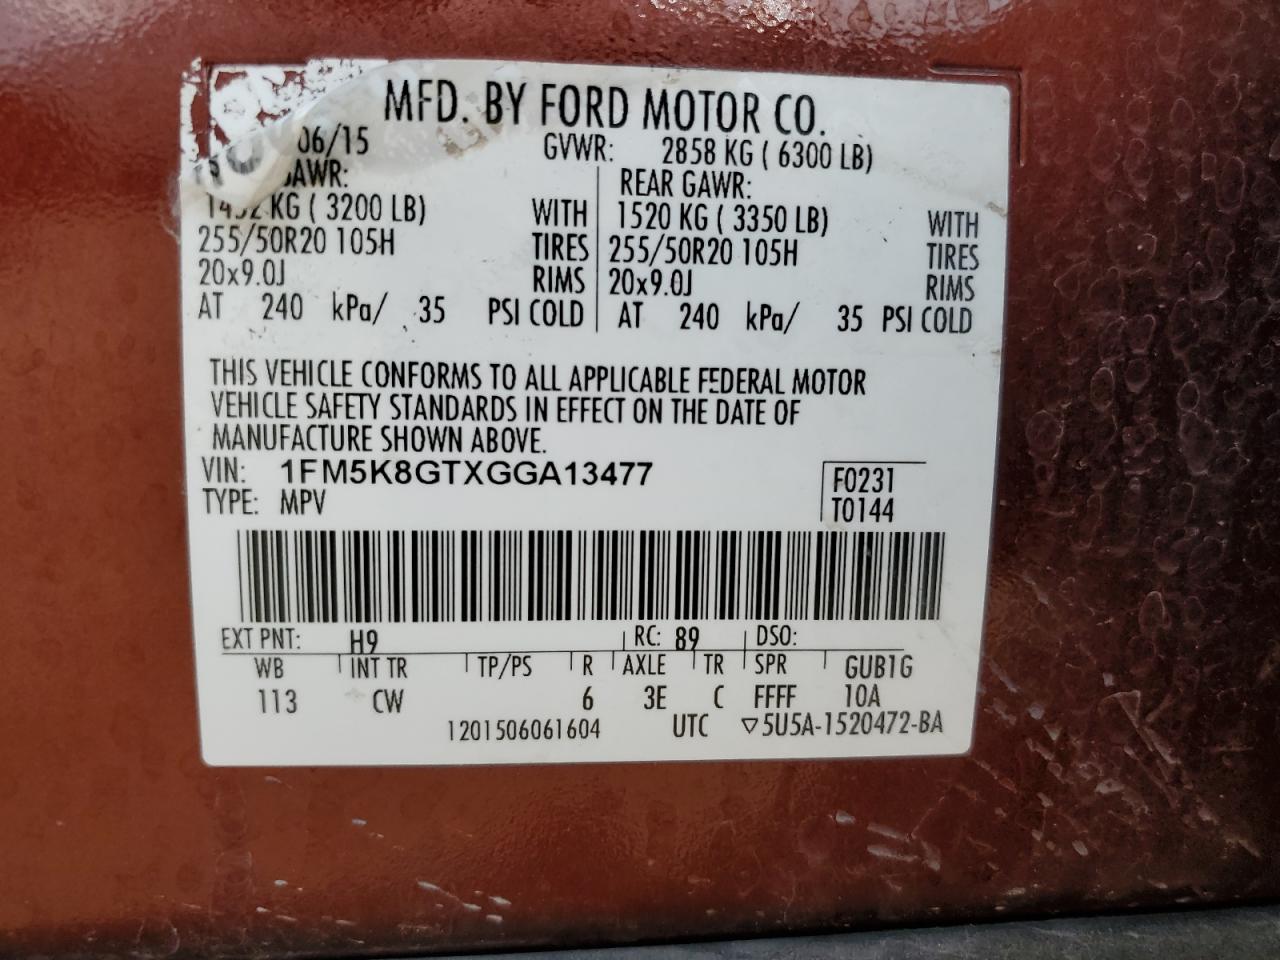 MFD. BY FORD MOTOR CO.
06/15 GVWR: 2858 KG ( 6300 LB)
REAR GAWR:
KG ( 3200 LB) WITH 1520 KG ( 3350 LB) WITH
255/50R20 105H TIRES 255/50R20 105H TIRES
20x9.0J RIMS 20x9.0J RIMS
AT 240 kPa/ 35 PSI COLD AT 240 kPa/ 35 PSI COLD
THIS VEHICLE CONFORMS TO ALL APPLICABLE FEDERAL MOTOR
VEHICLE SAFETY STANDARDS IN EFFECT ON THE DATE OF
MANUFACTURE SHOWN ABOVE.
VIN: 1FM5K8GTXGGA13477 F0231
TYPE: MPV T0144
EXT PNT: H9 RC: 89 DSO:
WB INT TR TP/PS R AXLE TR SPR GUB1G
113 CW 6 3E C FFFF 10A
1201506061604 UTC ▽5U5A-1520472-BA